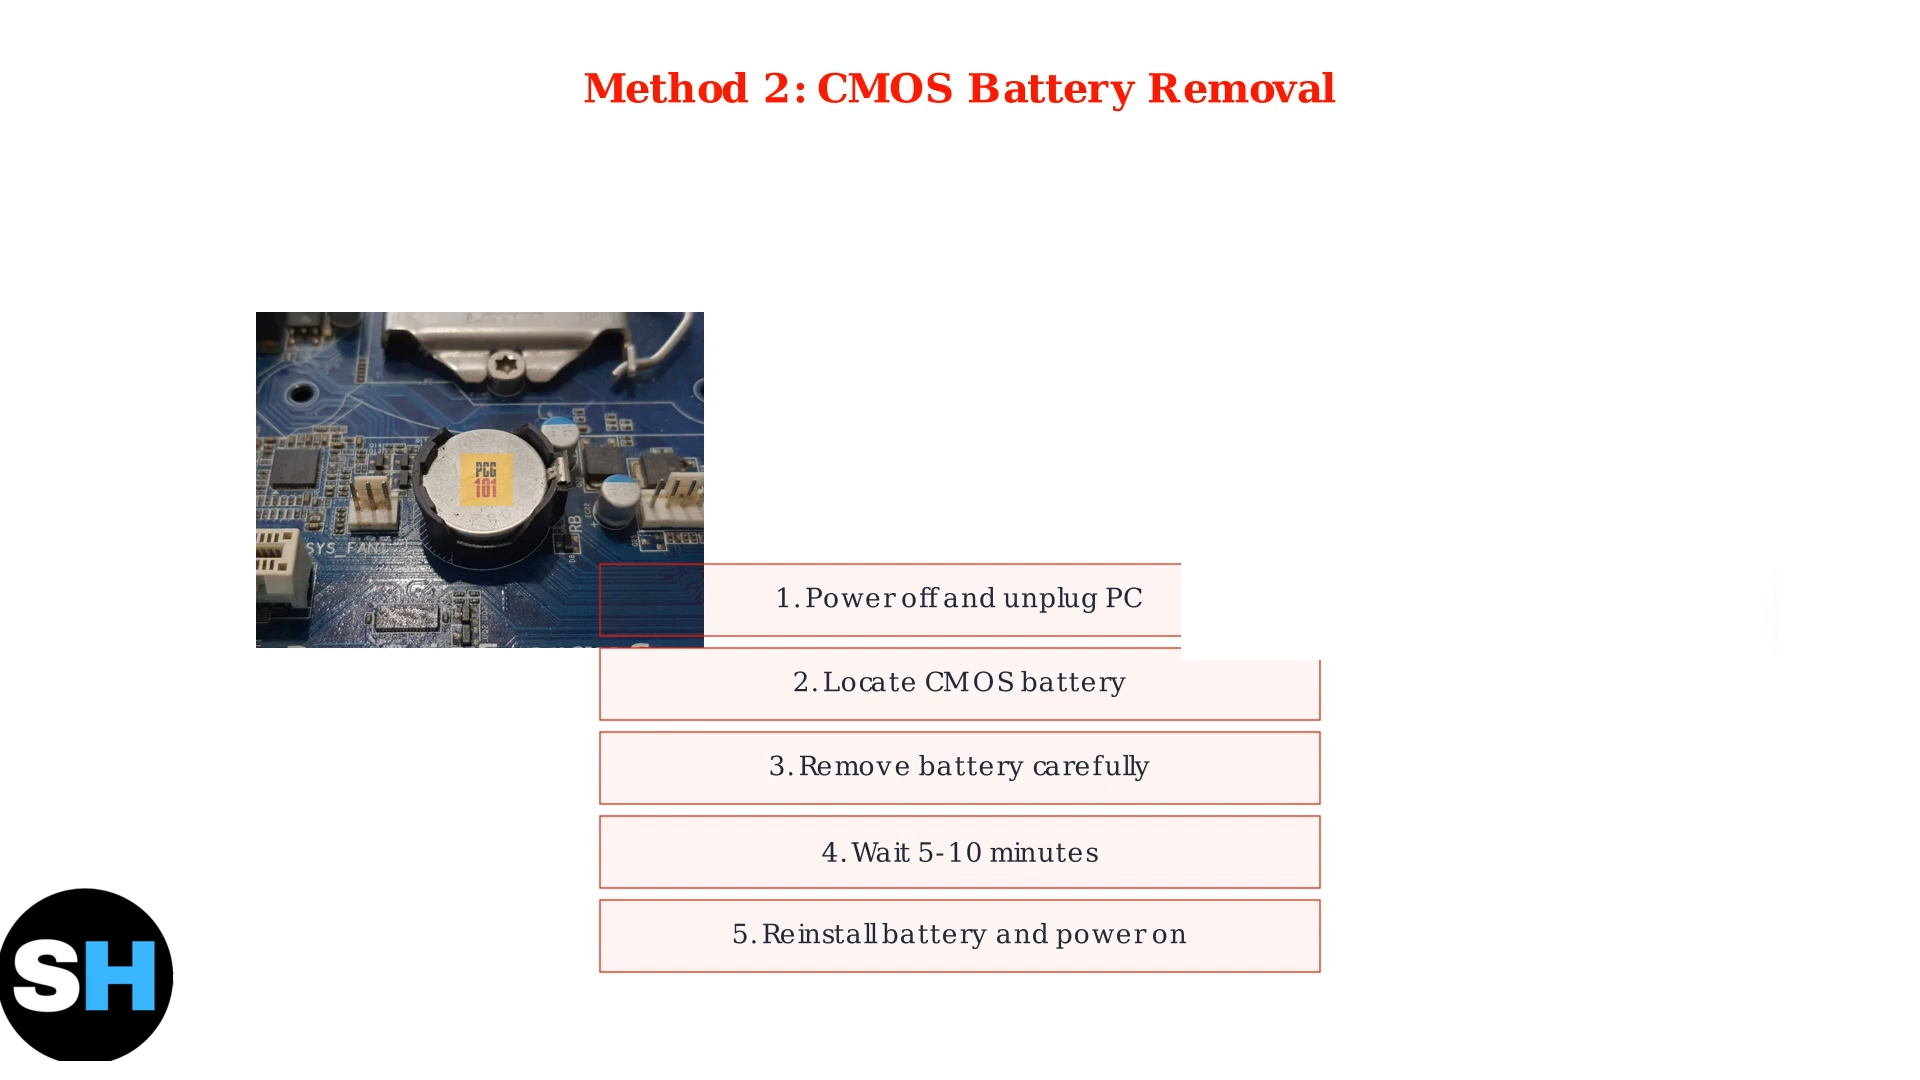 Method 2: CMOS Battery Removal
PCG
101
RB
SYS_FAN
1. Power off and unplug PC
2. Locate CMOS battery
3. Remove battery carefully
4. Wait 5-10 minutes
5. Reinstall battery and power on
SH